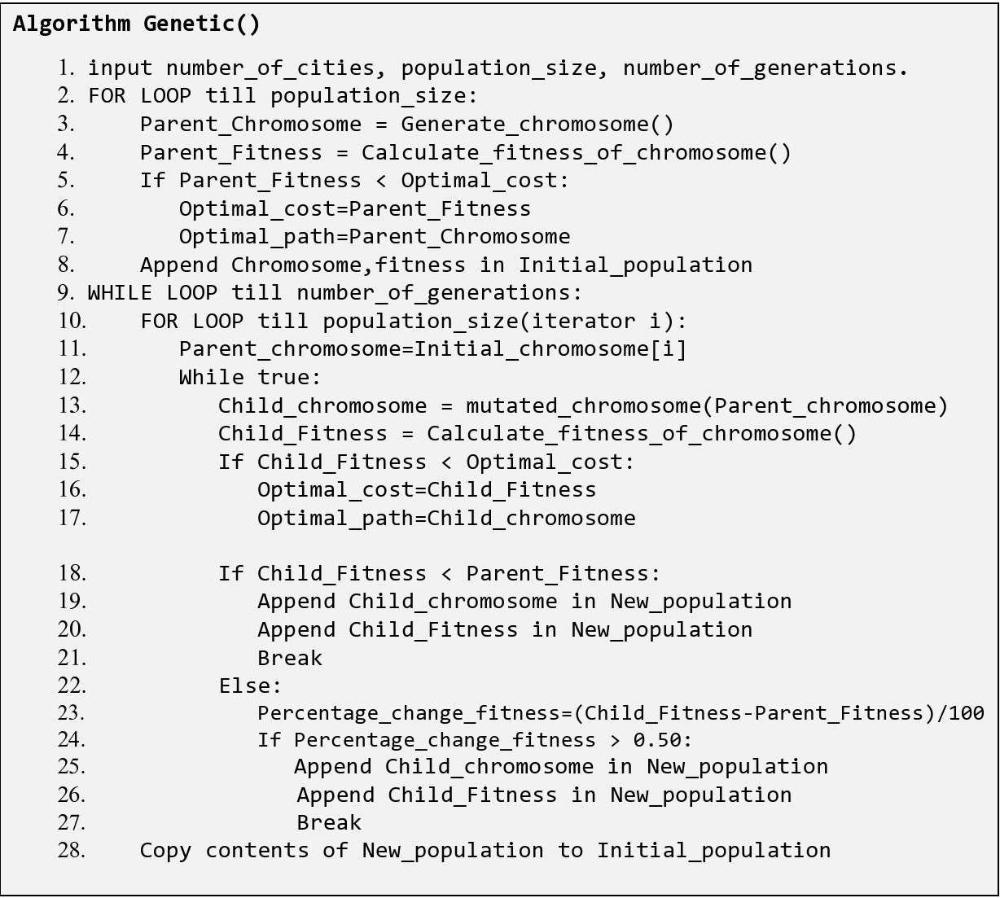 Algorithm Genetic()
1. input number_of_cities, population_size, number_of_generations.
2. FOR LOOP till population_size:
3. Parent_Chromosome = Generate_chromosome()
4. Parent_Fitness = Calculate_fitness_of_chromosome()
5. If Parent_Fitness < Optimal_cost:
6. Optimal_cost=Parent_Fitness
7. Optimal_path=Parent_Chromosome
8. Append Chromosome,fitness in Initial_population
9. WHILE LOOP till number_of_generations:
10. FOR LOOP till population_size(iterator i):
11. Parent_chromosome=Initial_chromosome[i]
12. While true:
13. Child_chromosome = mutated_chromosome(Parent_chromosome)
14. Child_Fitness = Calculate_fitness_of_chromosome()
15. If Child_Fitness < Optimal_cost:
16. Optimal_cost=Child_Fitness
17. Optimal_path=Child_chromosome
18. If Child_Fitness < Parent_Fitness:
19. Append Child_chromosome in New_population
20. Append Child_Fitness in New_population
21. Break
22. Else:
23. Percentage_change_fitness=(Child_Fitness-Parent_Fitness)/100
24. If Percentage_change_fitness > 0.50:
25. Append Child_chromosome in New_population
26. Append Child_Fitness in New_population
27. Break
28. Copy contents of New_population to Initial_population